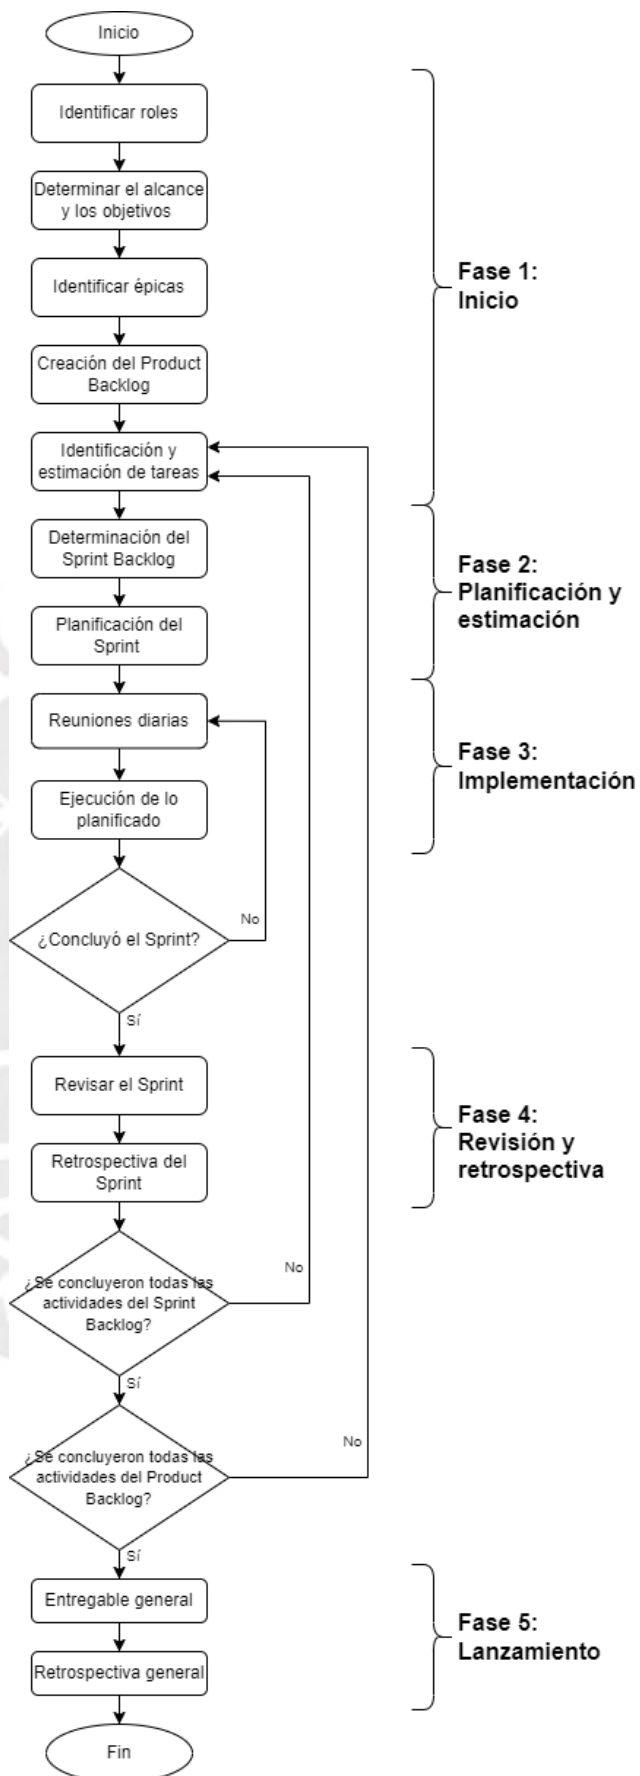 Inicio
Identificar roles
Determinar el alcance
y los objetivos
Identificar épicas
Fase 1:
Inicio
Creación del Product
Backlog
Identificación y
estimación de tareas
Determinación del
Sprint Backlog
Planificación del
Sprint
Fase 2:
Planificación y
estimación
Reuniones diarias
Ejecución de lo
planificado
Fase 3:
Implementación
¿Concluyó el Sprint?
No
Sí
Revisar el Sprint
Retrospectiva del
Sprint
Fase 4:
Revisión y
retrospectiva
¿Se concluyeron todas las
actividades del Sprint
Backlog?
No
Sí
¿Se concluyeron todas las
actividades del Product
Backlog?
No
Sí
Entregable general
Retrospectiva general
Fase 5:
Lanzamiento
Fin